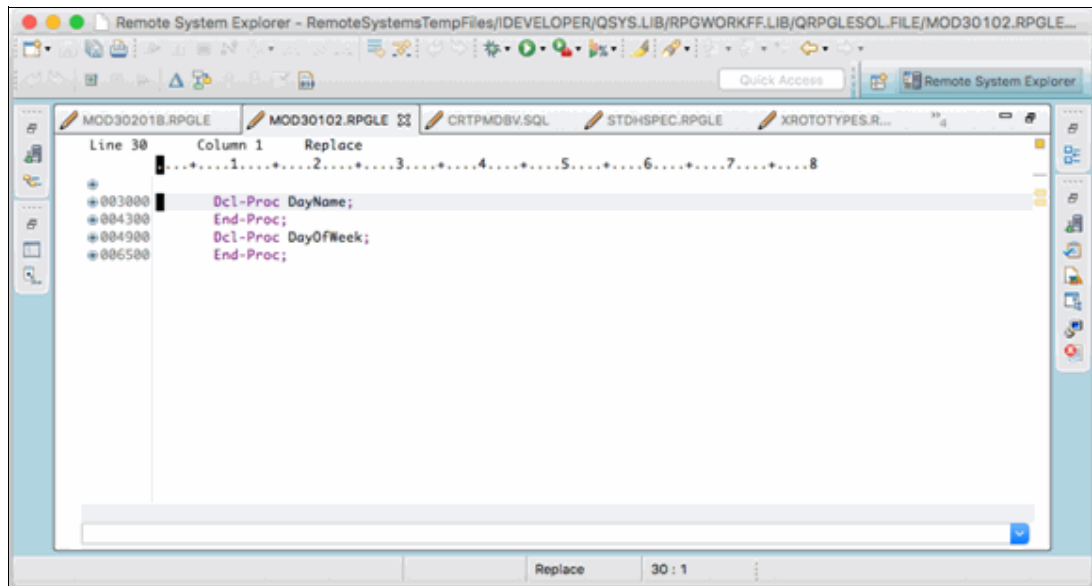 Remote System Explorer - RemoteSystemsTempFiles/IDEVELOPER/QSYS.LIB/RPGWORKFF.LIB/QRPGLESOL.FILE/MOD30102.RPGLE...
Quick Access
Remote System Explorer
MOD30201B.RPGLE MOD30102.RPGLE CRTPMDBV.SQL STDHSPEC.RPGLE XROTOTYPES.R... "4
Line 30 Column 1 Replace
....+....1....+....2....+....3....+....4....+....5....+....6....+....7....+....8
003000 Dcl-Proc DayName;
004300 End-Proc;
004900 Dcl-Proc DayOfWeek;
006500 End-Proc;
Replace 30 : 1